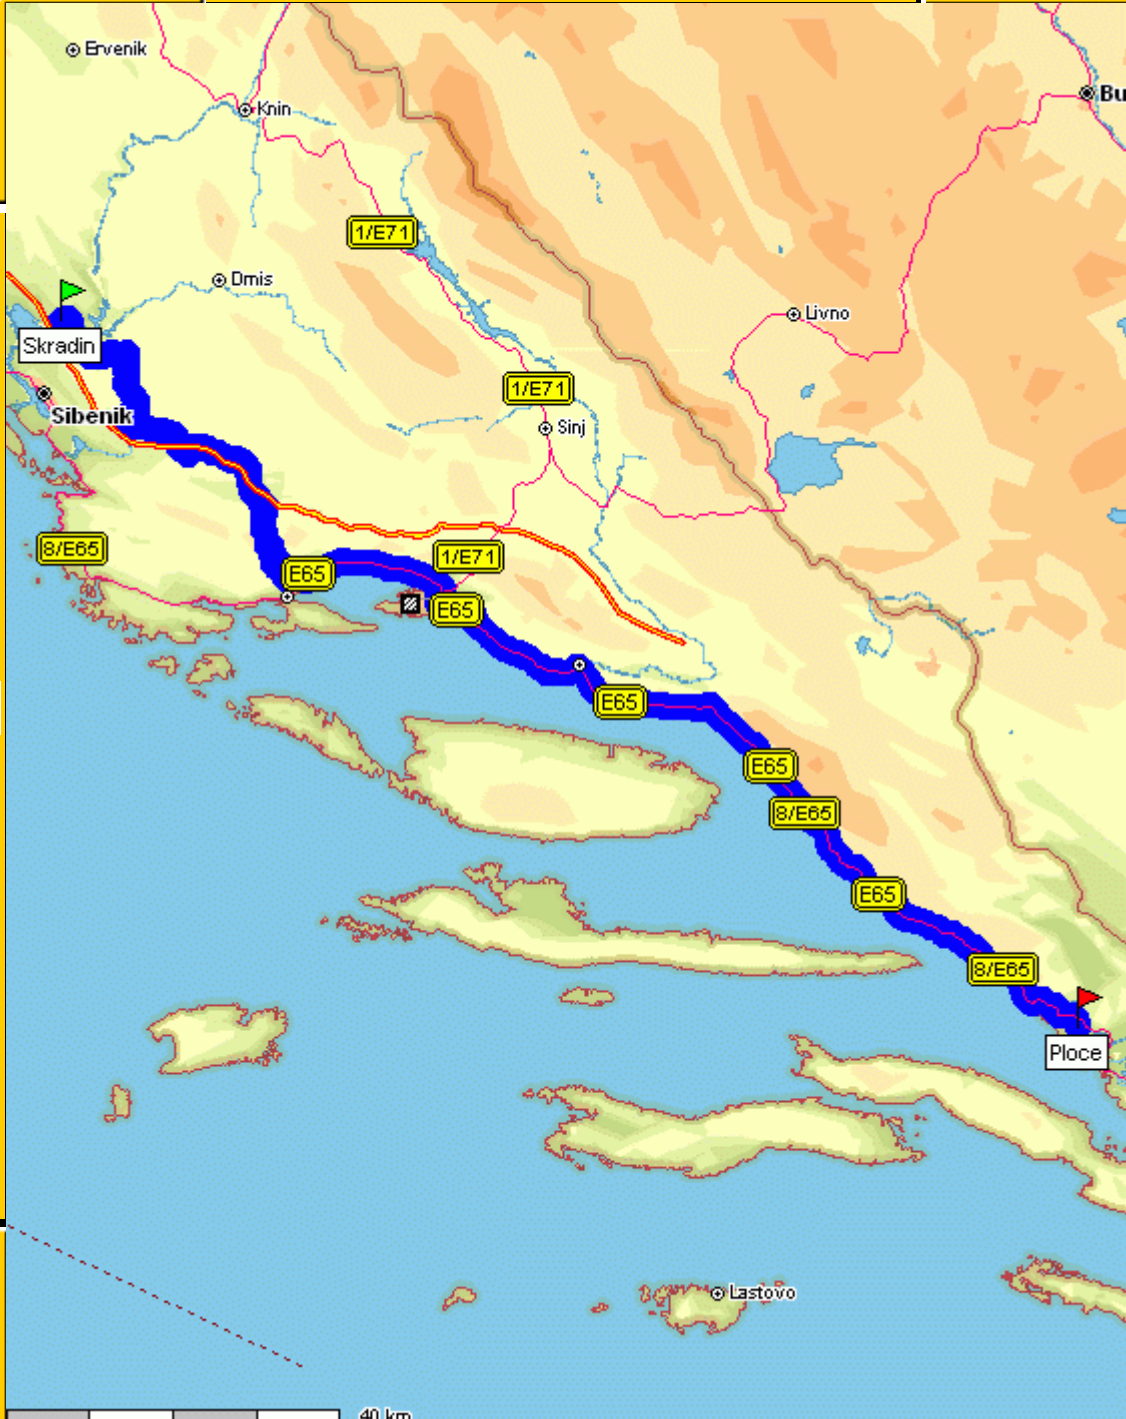 Ervenik
Bu
Knin
1/E71
Drnis
Livno
Skradin
1/E71
Sibenik
Sinj
8/E65
1/E71
E65
E65
E65
E65
8/E65
E65
8/E65
Ploce
Lastovo
40 km